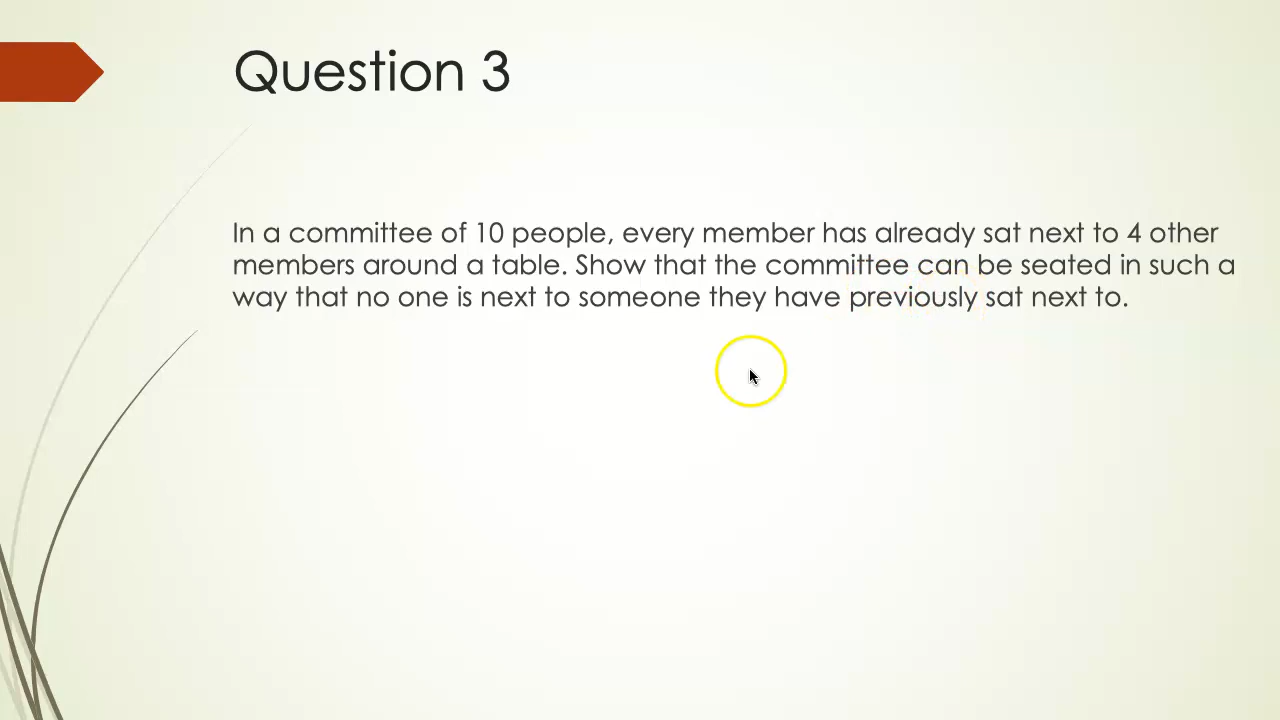 Question 3
In a committee of 10 people, every member has already sat next to 4 other
members around a table. Show that the committee can be seated in such a
way that no one is next to someone they have previously sat next to.